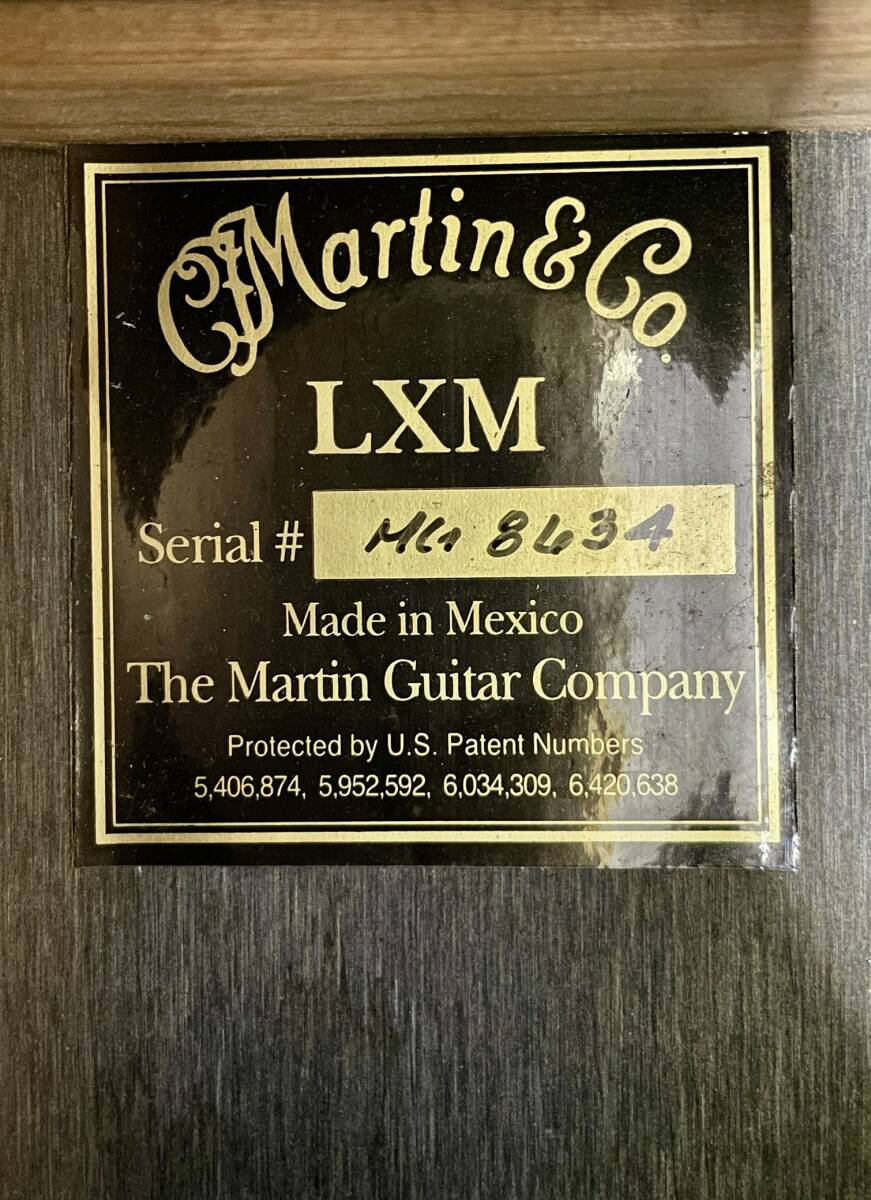 CFMartin & Co.
LXM
Serial # MG 8634
Made in Mexico
The Martin Guitar Company
Protected by U.S. Patent Numbers
5,406,874, 5,952,592, 6,034,309, 6,420,638